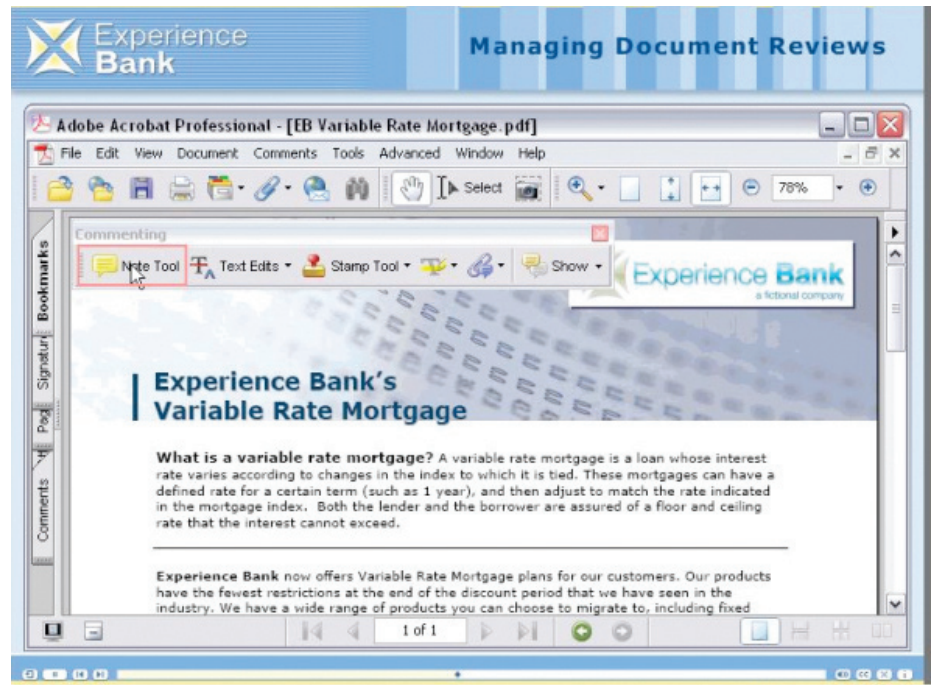 Experience
Bank
Managing Document Reviews
Adobe Acrobat Professional - [EB Variable Rate Mortgage.pdf]
File Edit View Document Comments Tools Advanced Window Help
Select 78%
Commenting
Note Tool Text Edits Stamp Tool Show
Experience Bank
a fictional company
Bookmarks
Signatur
Pag
Comments
Experience Bank's
Variable Rate Mortgage
What is a variable rate mortgage? A variable rate mortgage is a loan whose interest
rate varies according to changes in the index to which it is tied. These mortgages can have a
defined rate for a certain term (such as 1 year), and then adjust to match the rate indicated
in the mortgage index. Both the lender and the borrower are assured of a floor and ceiling
rate that the interest cannot exceed.
Experience Bank now offers Variable Rate Mortgage plans for our customers. Our products
have the fewest restrictions at the end of the discount period that we have seen in the
industry. We have a wide range of products you can choose to migrate to, including fixed
1 of 1
CC